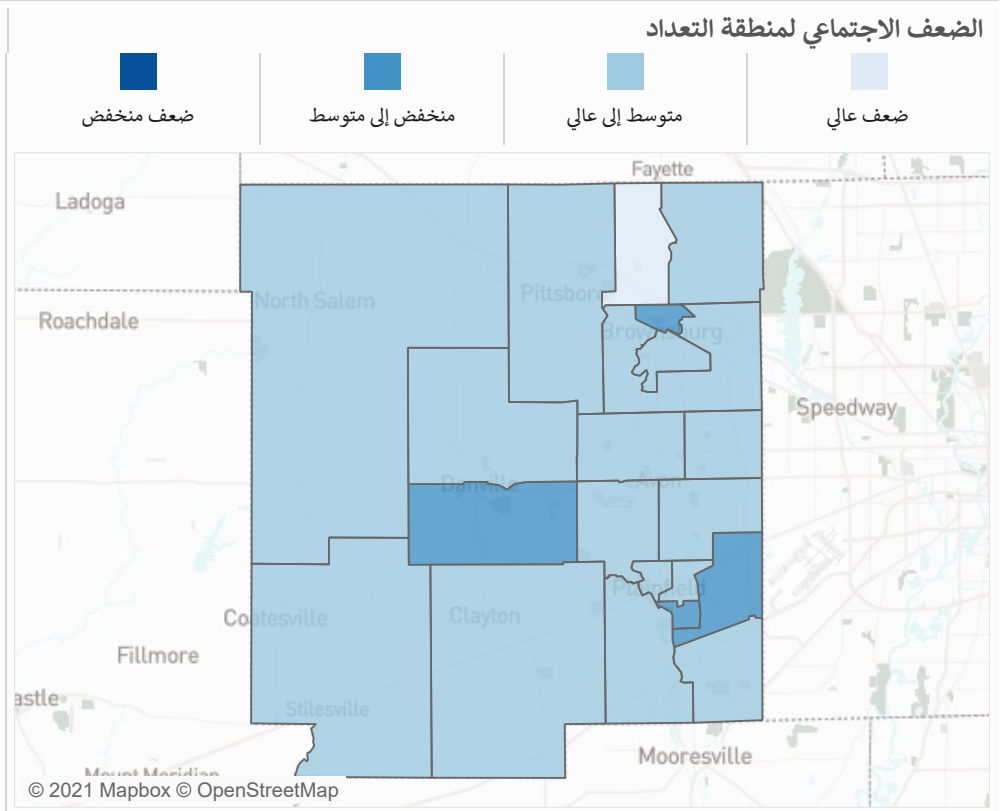 الضعف الاجتماعي لمنطقة التعداد
ضعف عالي
متوسط إلى عالي
منخفض إلى متوسط
ضعف منخفض
Fayette
Ladoga
North Salem
Pittsboro
Roachdale
Brownsburg
Speedway
Danville
Avon
Plainfield
Coatesville
Clayton
Fillmore
astle
Stilesville
Mooresville
Mount Meridian
© 2021 Mapbox © OpenStreetMap